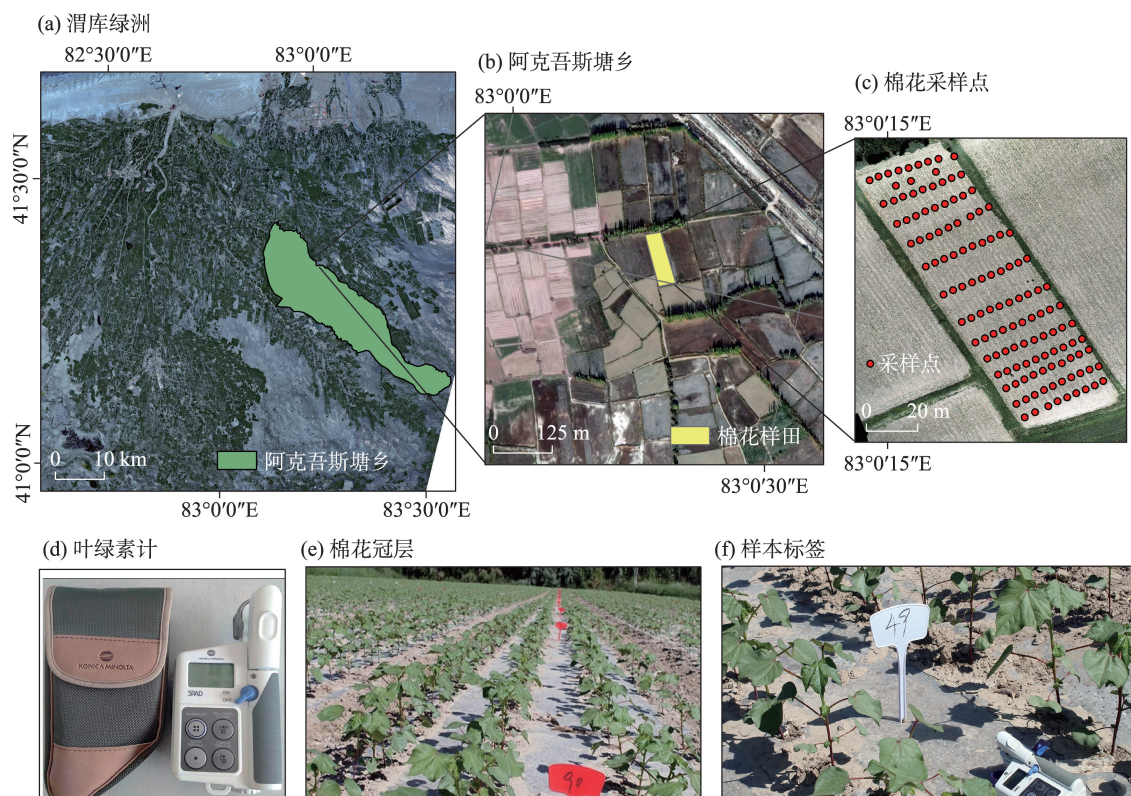 (a) 渭库绿洲
82°30′0″E
83°0′0″E
41°30′0″N
41°0′0″N
0 10 km
阿克吾斯塘乡
83°0′0″E
83°30′0″E
(b) 阿克吾斯塘乡
83°0′0″E
0 125 m
棉花样田
83°0′30″E
(c) 棉花采样点
83°0′15″E
采样点
0 20 m
83°0′15″E
(d) 叶绿素计
KONICA MINOLTA
SPAD
(e) 棉花冠层
90
(f) 样本标签
49